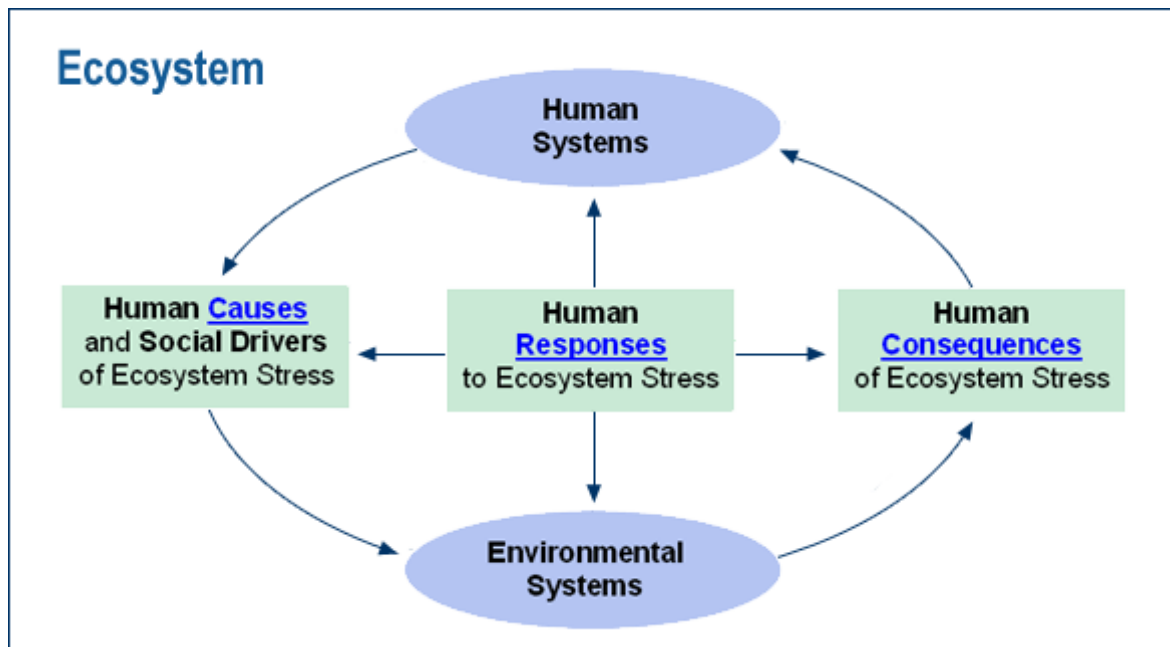 Ecosystem
Human
Systems
Human Causes
and Social Drivers
of Ecosystem Stress
Human
Responses
to Ecosystem Stress
Human
Consequences
of Ecosystem Stress
Environmental
Systems